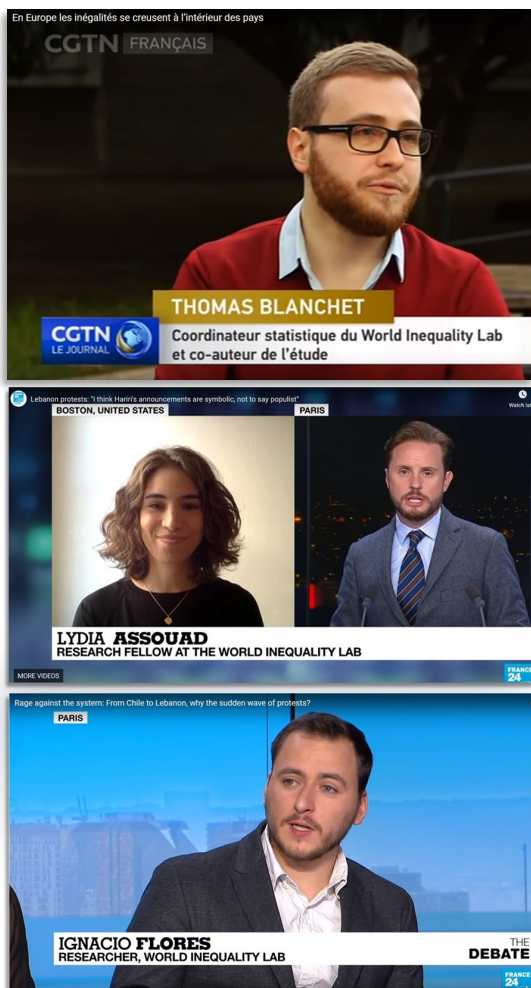 En Europe les inégalités se creusent à l'intérieur des pays
CGTN FRANÇAIS
THOMAS BLANCHET
CGTN
LE JOURNAL
Coordinateur statistique du World Inequality Lab
et co-auteur de l'étude
Lebanon protests: "I think Hariri's announcements are symbolic, not to say populist"
BOSTON, UNITED STATES
PARIS
Watch lat
LYDIA ASSOUAD
RESEARCH FELLOW AT THE WORLD INEQUALITY LAB
MORE VIDEOS
FRANCE
24
Rage against the system: From Chile to Lebanon, why the sudden wave of protests?
PARIS
IGNACIO FLORES
RESEARCHER, WORLD INEQUALITY LAB
THE
DEBATE
FRANCE
24